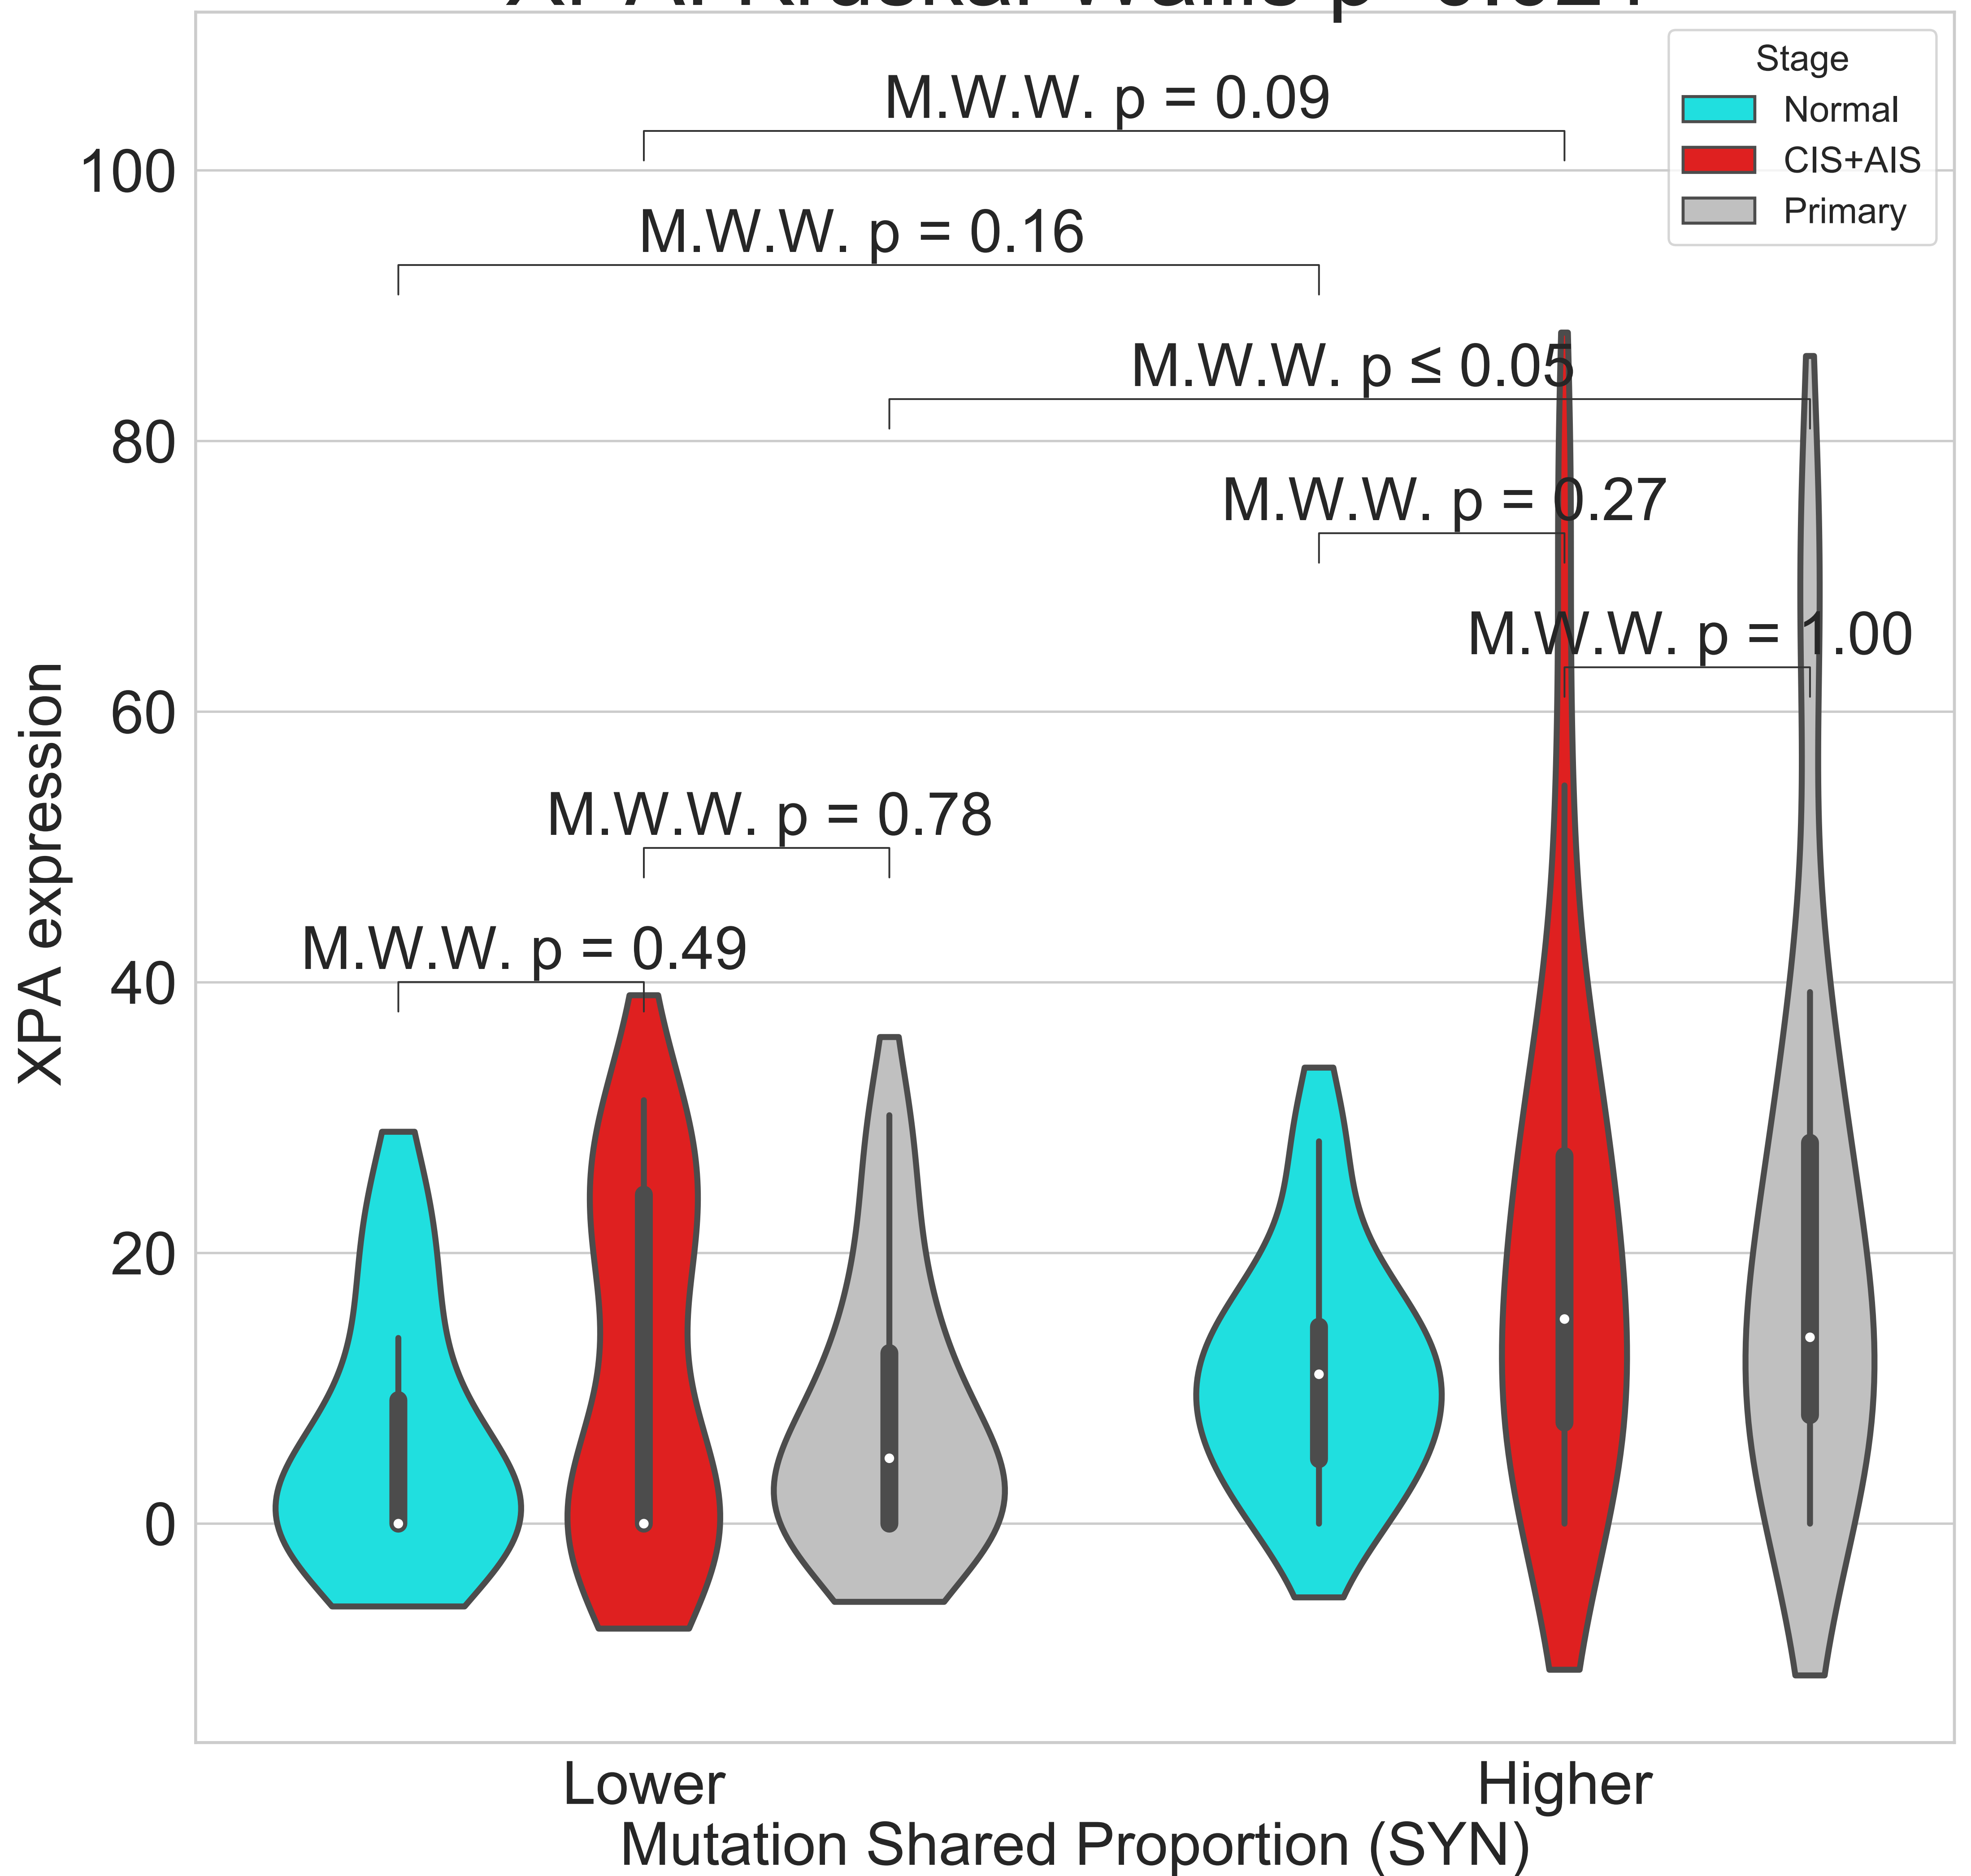 Stage
Normal
CIS+AIS
Primary
M.W.W. p = 0.09
M.W.W. p = 0.16
M.W.W. p ≤ 0.05
M.W.W. p = 0.27
M.W.W. p = 1.00
M.W.W. p = 0.78
M.W.W. p = 0.49
100
80
60
40
20
0
XPA expression
Lower
Higher
Mutation Shared Proportion (SYN)